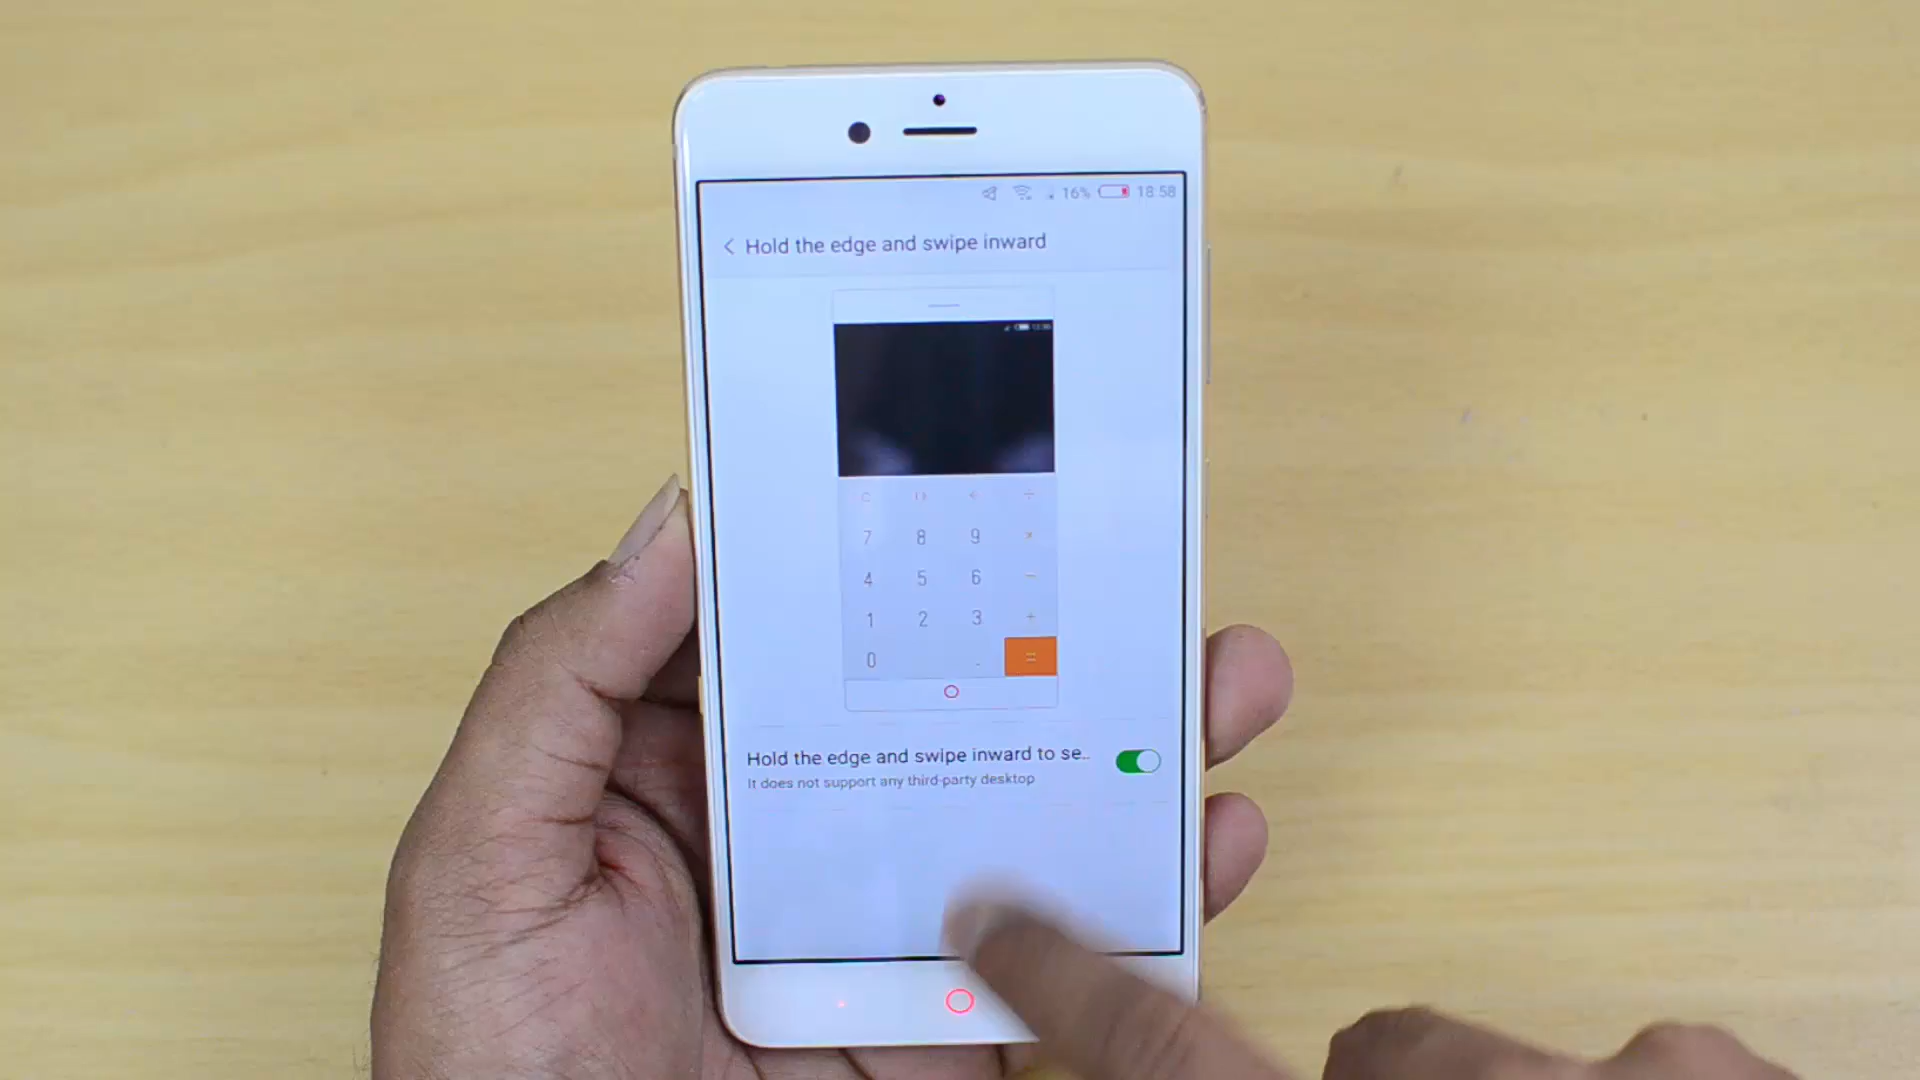 16% 18:58
< Hold the edge and swipe inward
C () ÷
7 8 9 ×
4 5 6 −
1 2 3 +
0 . =
Hold the edge and swipe inward to se..
It does not support any third-party desktop